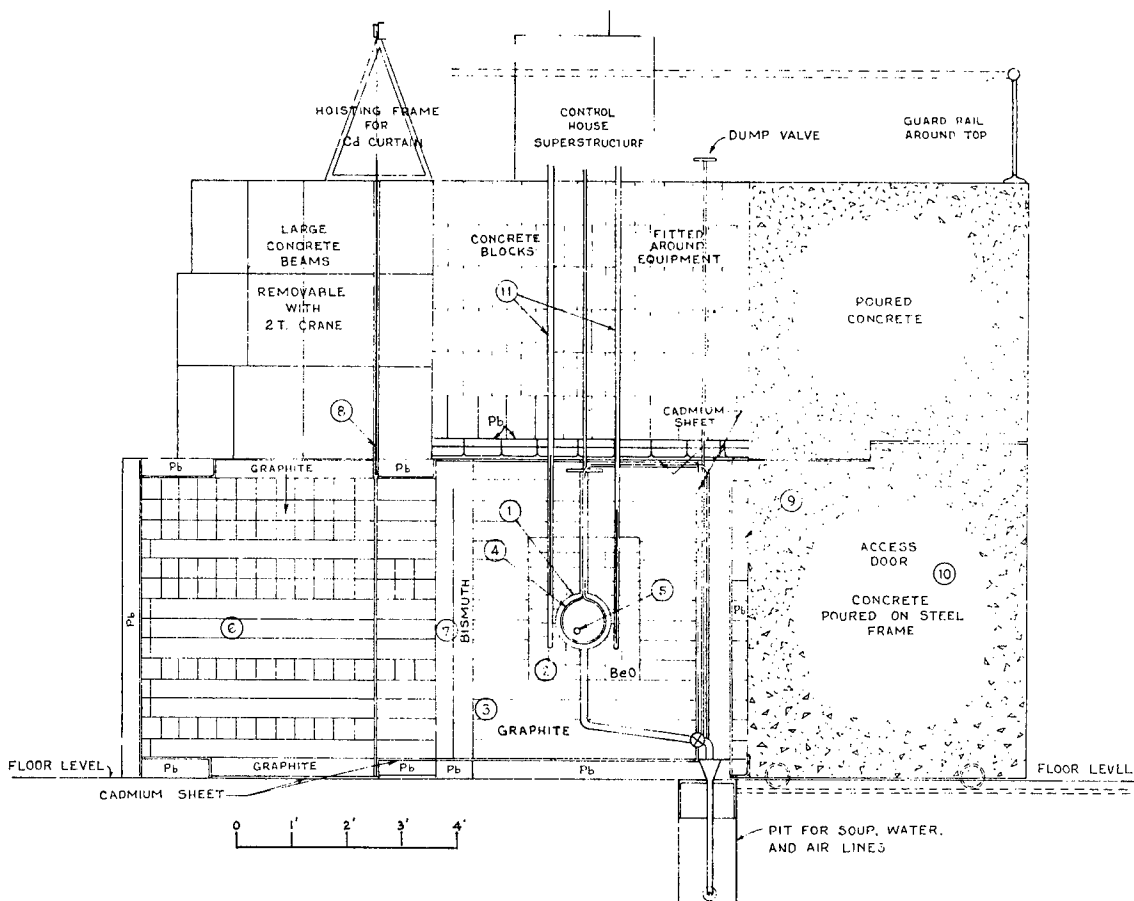 HOISTING FRAME
FOR
Cd CURTAIN
CONTROL
HOUSE
SUPERSTRUCTURE
DUMP VALVE
GUARD RAIL
AROUND TOP
LARGE
CONCRETE
BEAMS
REMOVABLE
WITH
2 T. CRANE
CONCRETE
BLOCKS
FITTED
AROUND
EQUIPMENT
11
POURED
CONCRETE
8
Pb
CADMIUM
SHEET
Pb
GRAPHITE
Pb
1
4
5
9
ACCESS
DOOR
10
CONCRETE
POURED ON STEEL
FRAME
Pb
6
7
BISMUTH
2
BeO
Pb
3
GRAPHITE
FLOOR LEVEL
Pb
GRAPHITE
Pb
Pb
Pb
FLOOR LEVEL
CADMIUM SHEET
0 1' 2' 3' 4'
PIT FOR SOUP, WATER,
AND AIR LINES